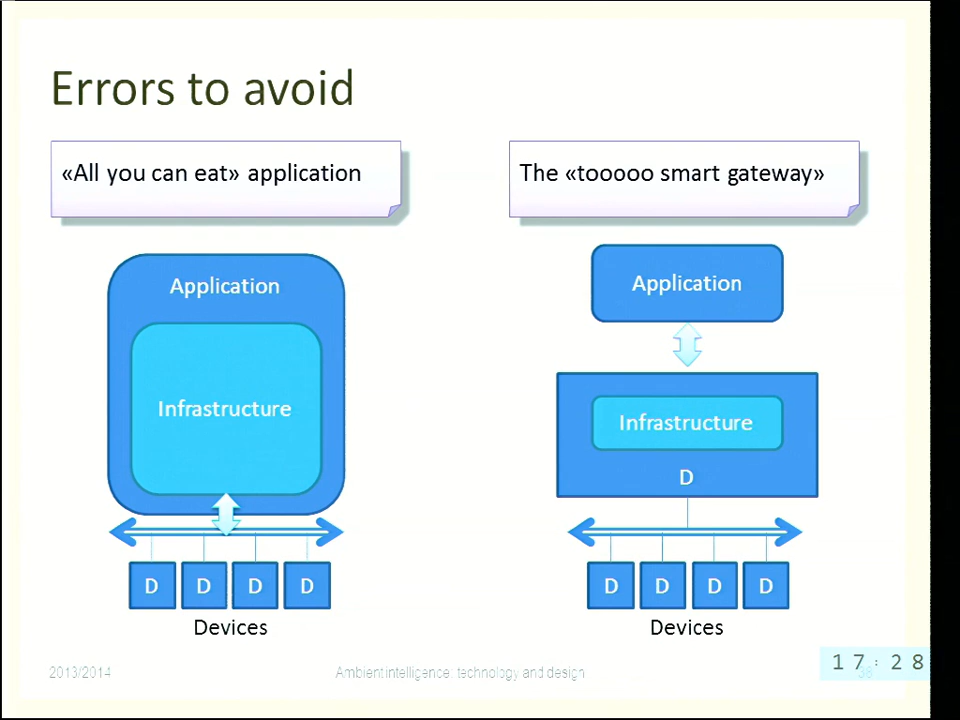 Errors to avoid
«All you can eat» application
The «tooooo smart gateway»
Application
Infrastructure
D D D D
Devices
Application
Infrastructure
D
D D D D
Devices
2013/2014
Ambient intelligence: technology and design
17:28